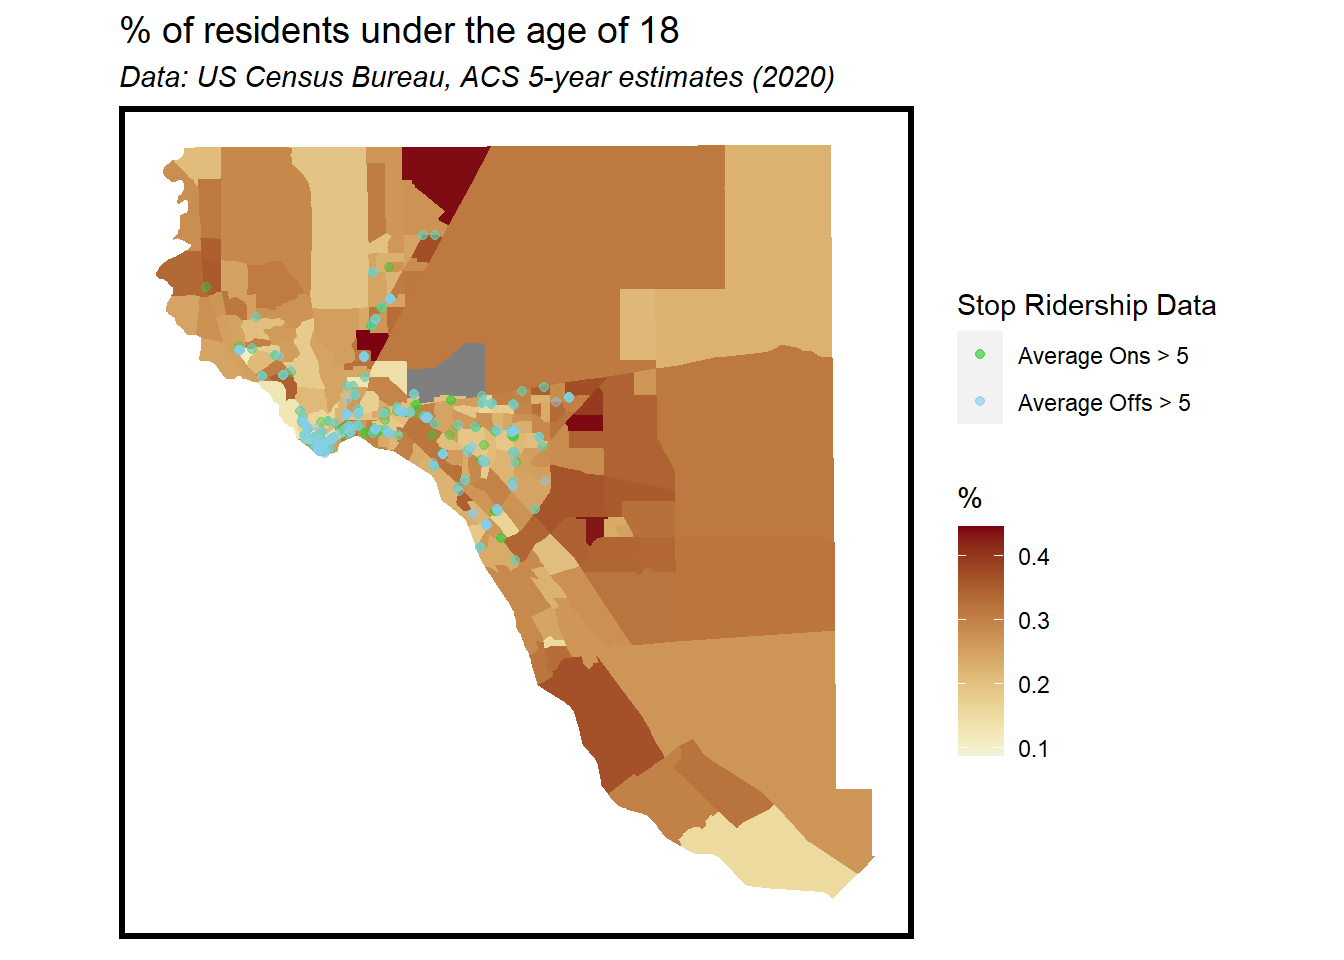 % of residents under the age of 18
Data: US Census Bureau, ACS 5-year estimates (2020)
Stop Ridership Data
Average Ons > 5
Average Offs > 5
%
0.4
0.3
0.2
0.1